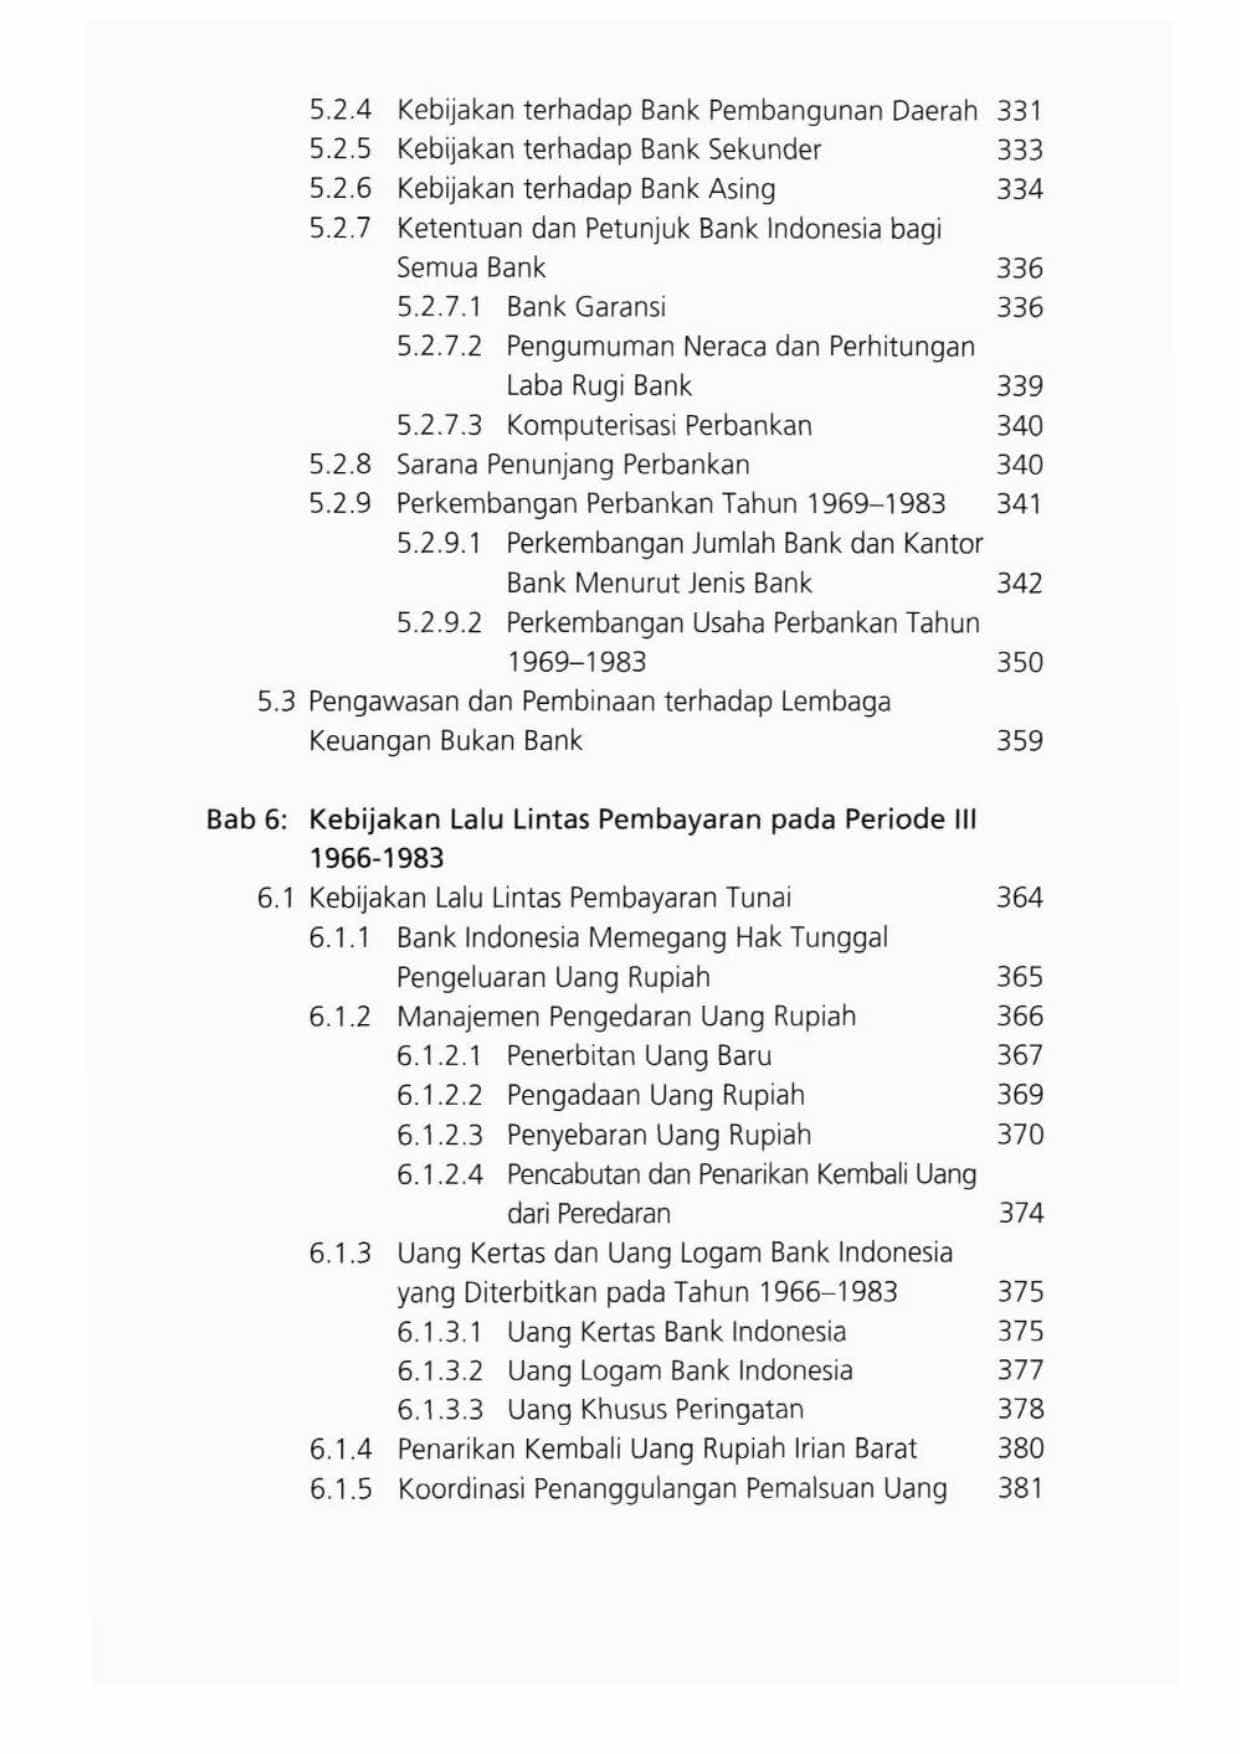 5.2.4 Kebijakan terhadap Bank Pembangunan Daerah 331
5.2.5 Kebijakan terhadap Bank Sekunder 333
5.2.6 Kebijakan terhadap Bank Asing 334
5.2.7 Ketentuan dan Petunjuk Bank Indonesia bagi
Semua Bank 336
5.2.7.1 Bank Garansi 336
5.2.7.2 Pengumuman Neraca dan Perhitungan
Laba Rugi Bank 339
5.2.7.3 Komputerisasi Perbankan 340
5.2.8 Sarana Penunjang Perbankan 340
5.2.9 Perkembangan Perbankan Tahun 1969–1983 341
5.2.9.1 Perkembangan Jumlah Bank dan Kantor
Bank Menurut Jenis Bank 342
5.2.9.2 Perkembangan Usaha Perbankan Tahun
1969–1983 350
5.3 Pengawasan dan Pembinaan terhadap Lembaga
Keuangan Bukan Bank 359
Bab 6: Kebijakan Lalu Lintas Pembayaran pada Periode III
1966-1983
6.1 Kebijakan Lalu Lintas Pembayaran Tunai 364
6.1.1 Bank Indonesia Memegang Hak Tunggal
Pengeluaran Uang Rupiah 365
6.1.2 Manajemen Pengedaran Uang Rupiah 366
6.1.2.1 Penerbitan Uang Baru 367
6.1.2.2 Pengadaan Uang Rupiah 369
6.1.2.3 Penyebaran Uang Rupiah 370
6.1.2.4 Pencabutan dan Penarikan Kembali Uang
dari Peredaran 374
6.1.3 Uang Kertas dan Uang Logam Bank Indonesia
yang Diterbitkan pada Tahun 1966–1983 375
6.1.3.1 Uang Kertas Bank Indonesia 375
6.1.3.2 Uang Logam Bank Indonesia 377
6.1.3.3 Uang Khusus Peringatan 378
6.1.4 Penarikan Kembali Uang Rupiah Irian Barat 380
6.1.5 Koordinasi Penanggulangan Pemalsuan Uang 381